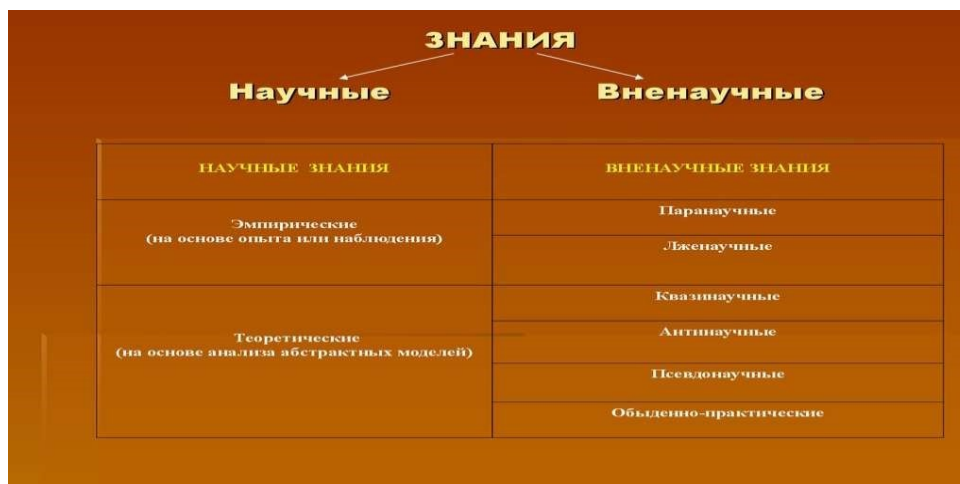 ЗНАНИЯ
Научные
Вненаучные
НАУЧНЫЕ ЗНАНИЯ
ВНЕНАУЧНЫЕ ЗНАНИЯ
Эмпирические
(на основе опыта или наблюдения)
Паранаучные
Лженаучные
Теоретические
(на основе анализа абстрактных моделей)
Квазинаучные
Антинаучные
Псевдонаучные
Обыденно-практические